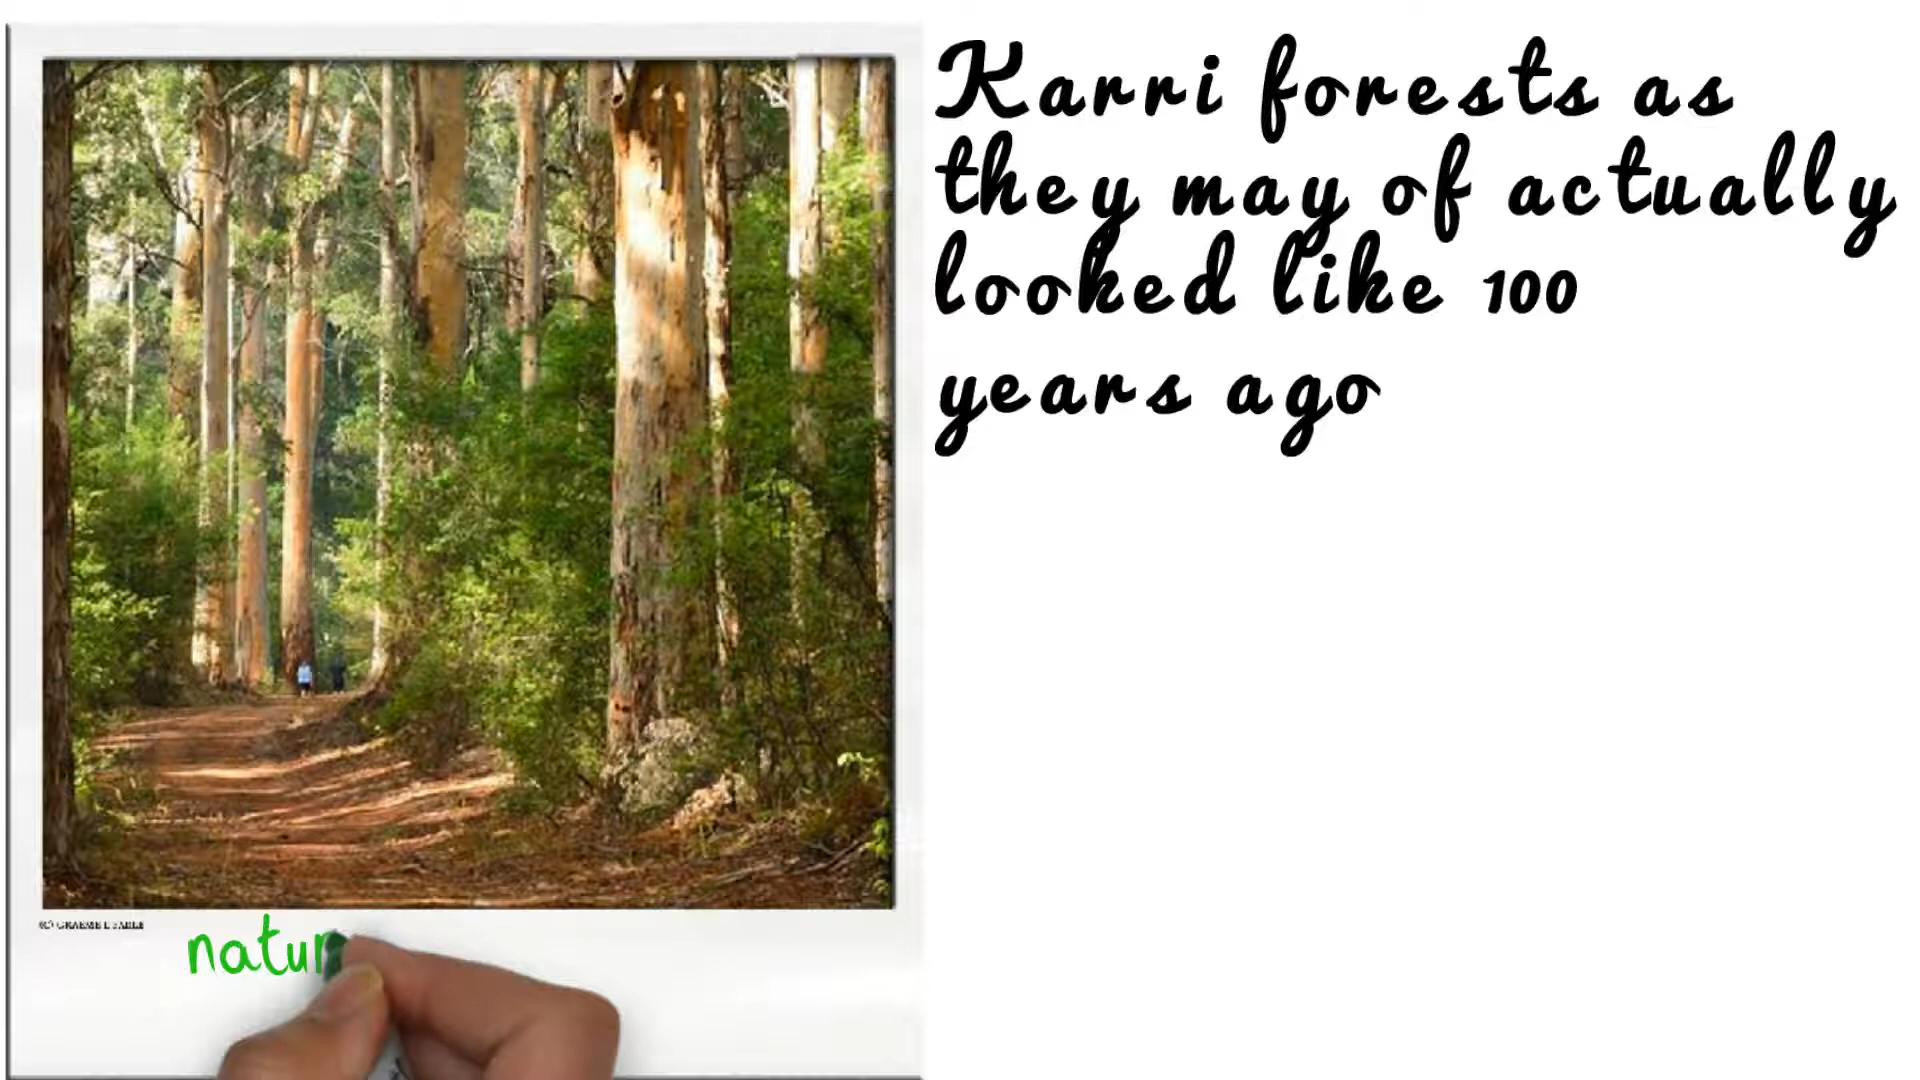 Karri forests as
they may of actually
looked like 100
years ago
natur